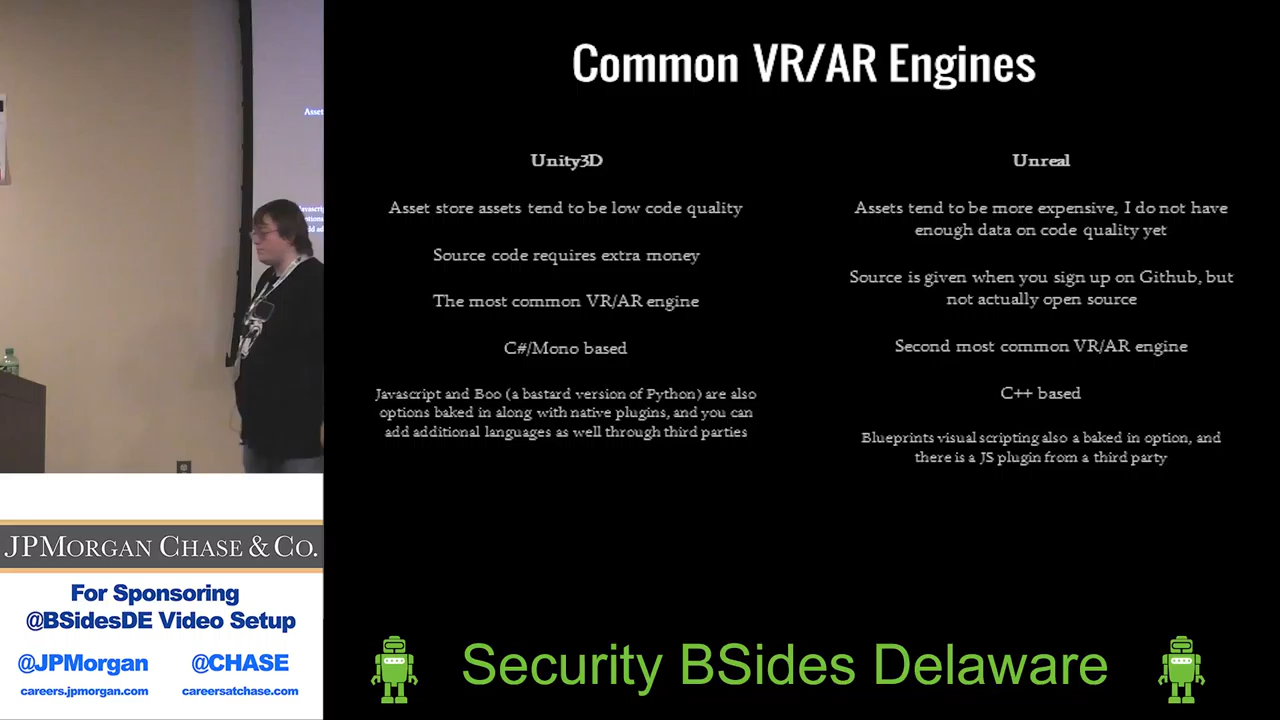 Common VR/AR Engines
Unity3D
Asset store assets tend to be low code quality
Source code requires extra money
The most common VR/AR engine
C#/Mono based
Javascript and Boo (a bastard version of Python) are also
options baked in along with native plugins, and you can
add additional languages as well through third parties
Unreal
Assets tend to be more expensive, I do not have
enough data on code quality yet
Source is given when you sign up on Github, but
not actually open source
Second most common VR/AR engine
C++ based
Blueprints visual scripting also a baked in option, and
there is a JS plugin from a third party
Asset
JPMORGAN CHASE & CO.
For Sponsoring
@BSidesDE Video Setup
@JPMorgan @CHASE
careers.jpmorgan.com careersatchase.com
Security BSides Delaware